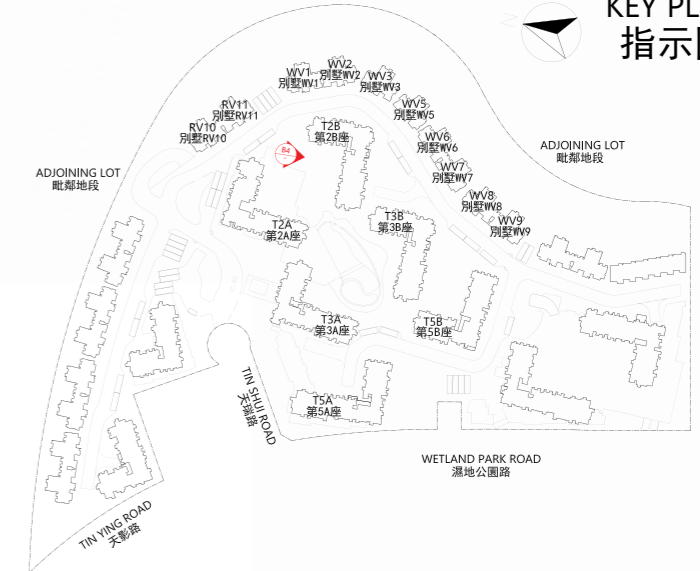 KEY PL
指示
WV2
別墅WV2
WV1
別墅WV1
WV3
別墅WV3
RV11
別墅RV11
WV5
別墅WV5
RV10
別墅RV10
T2B
第2B座
WV6
別墅WV6
B4
ADJOINING LOT
毗鄰地段
ADJOINING LOT
毗鄰地段
WV7
別墅WV7
WV8
別墅WV8
WV9
別墅WV9
T3B
第3B座
T2A
第2A座
T3A
第3A座
T5B
第5B座
T5A
第5A座
TIN SHUI ROAD
天瑞路
WETLAND PARK ROAD
濕地公園路
TIN YING ROAD
天影路